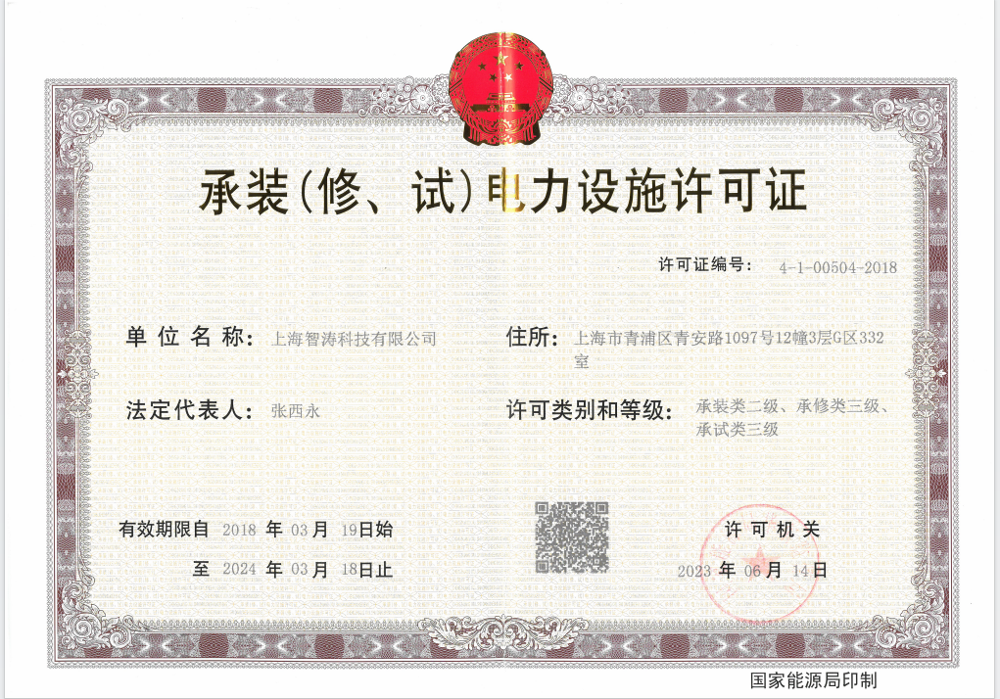 承装(修、试)电力设施许可证
许可证编号： 4-1-00504-2018
单位名称： 上海智涛科技有限公司
住所： 上海市青浦区青安路1097号12幢3层G区332
室
法定代表人： 张西永
许可类别和等级： 承装类二级、承修类三级、
承试类三级
有效期限自 2018 年 03 月 19日始
至 2024 年 03 月 18日止
许可机关
2023 年 06 月 14 日
国家能源局印制